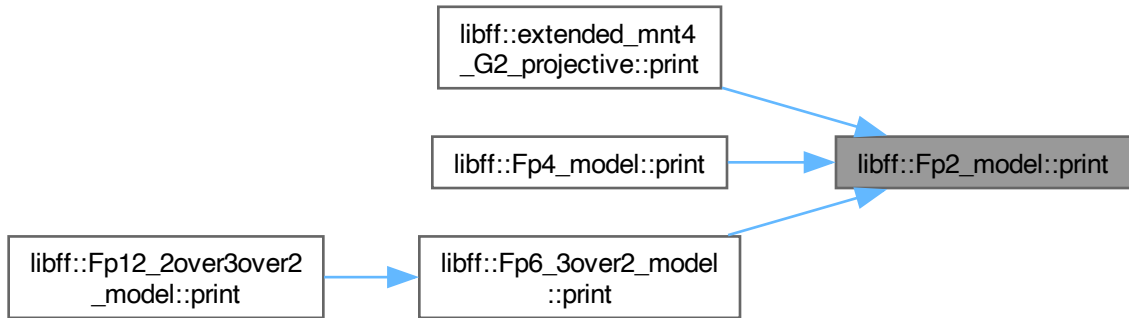 libff::extended_mnt4
_G2_projective::print
libff::Fp4_model::print
libff::Fp2_model::print
libff::Fp12_2over3over2
_model::print
libff::Fp6_3over2_model
::print